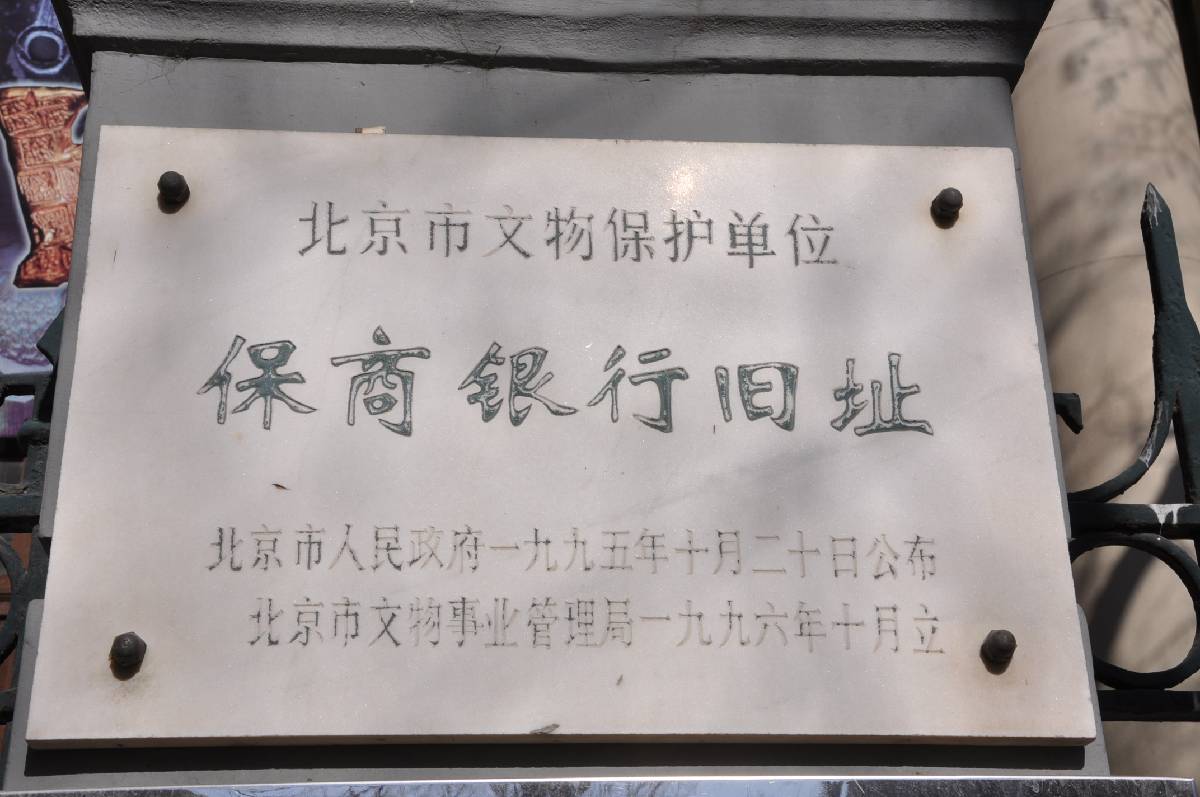 北京市文物保护单位
保商银行旧址
北京市人民政府一九九五年十月二十日公布
北京市文物事业管理局一九九六年十月立